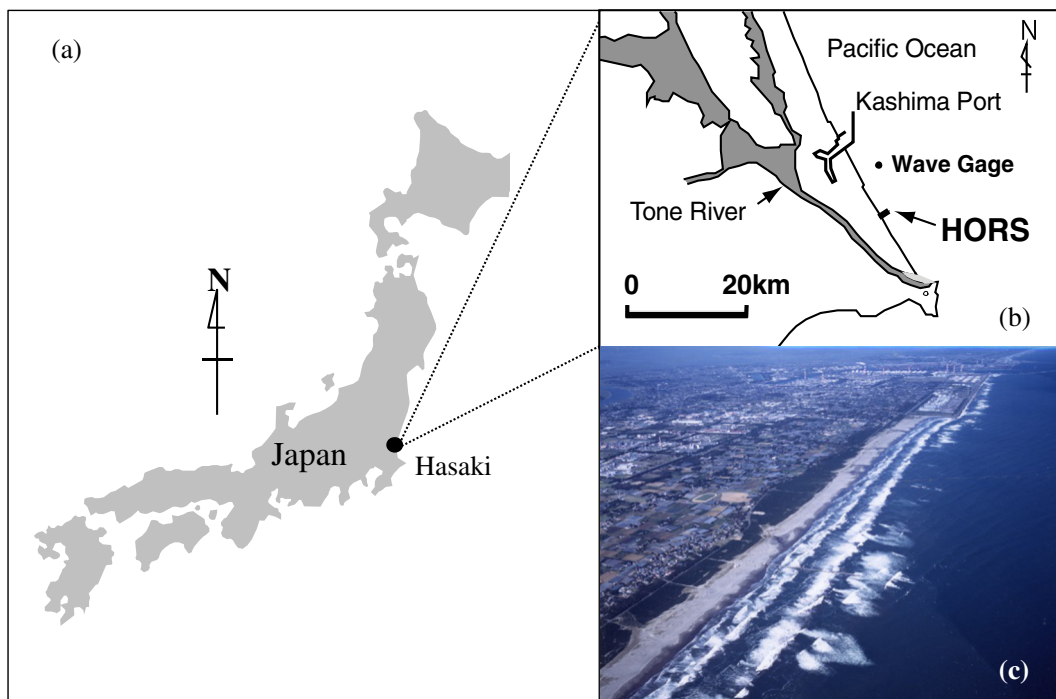 (a)
N
Japan
Hasaki
N
Pacific Ocean
Kashima Port
Wave Gage
Tone River
HORS
0 20km
(b)
(c)